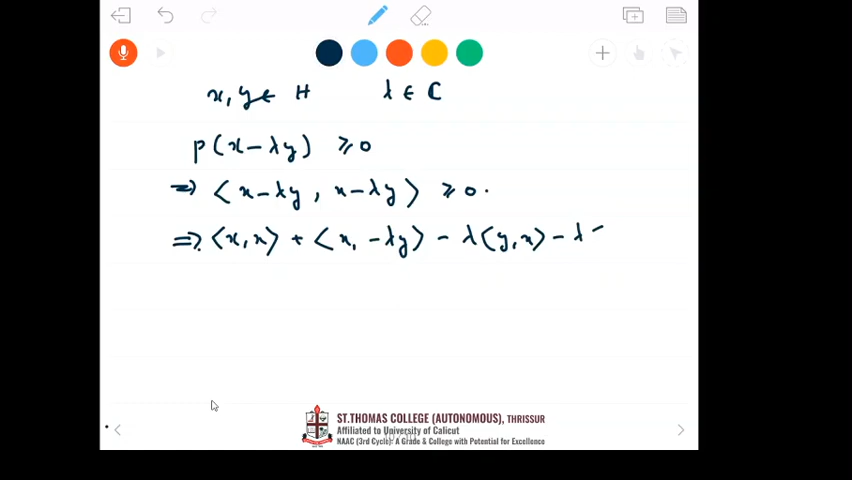 x, y ∈ H λ ∈ ℂ
p(x-λy) ≥ 0
⇒ ⟨x-λy, x-λy⟩ ≥ 0.
⇒ ⟨x,x⟩ + ⟨x, -λy⟩ - λ⟨y,x⟩ - λ -
ST.THOMAS COLLEGE (AUTONOMOUS), THRISSUR
Affiliated to University of Calicut
NAAC (3rd Cycle): A Grade & College with Potential for Excellence